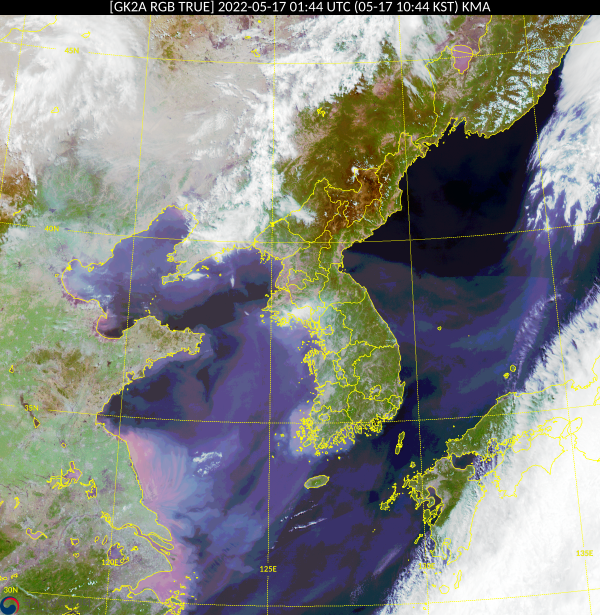 [GK2A RGB TRUE] 2022-05-17 01:44 UTC (05-17 10:44 KST) KMA
40N
35N
120E
125E
135E
30N